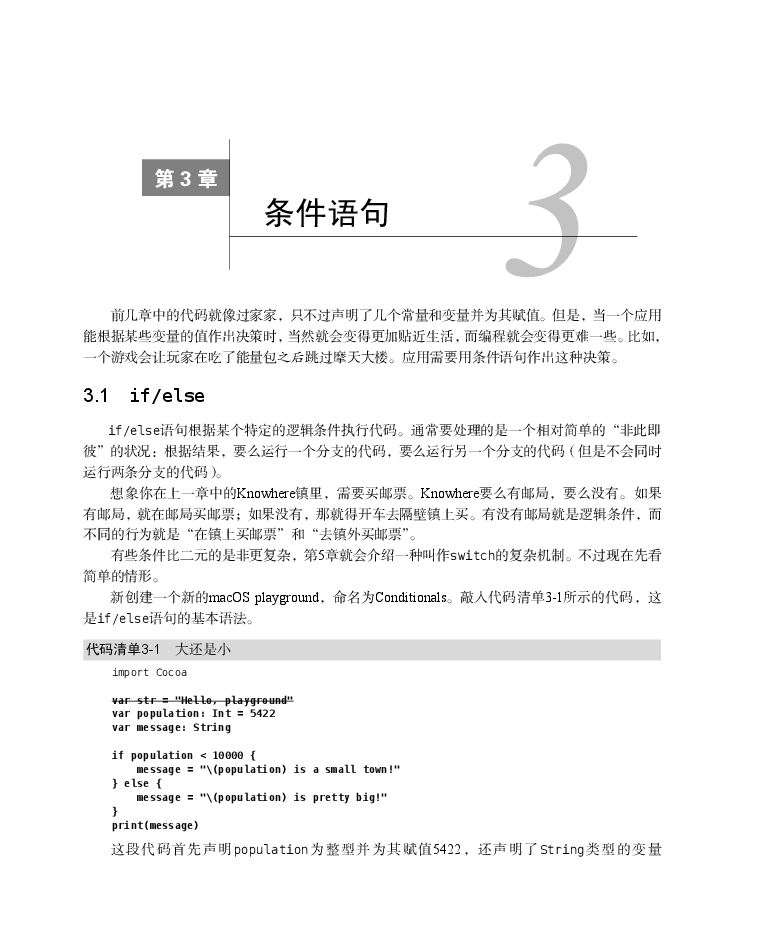 第 3 章
3
条件语句
前几章中的代码就像过家家，只不过声明了几个常量和变量并为其赋值。但是，当一个应用
能根据某些变量的值作出决策时，当然就会变得更加贴近生活，而编程就会变得更难一些。比如，
一个游戏会让玩家在吃了能量包之后跳过摩天大楼。应用需要用条件语句作出这种决策。
3.1 if/else
if/else语句根据某个特定的逻辑条件执行代码。通常要处理的是一个相对简单的“非此即
彼”的状况：根据结果，要么运行一个分支的代码，要么运行另一个分支的代码（但是不会同时
运行两条分支的代码）。
想象你在上一章中的Knowhere镇里，需要买邮票。Knowhere要么有邮局，要么没有。如果
有邮局，就在邮局买邮票；如果没有，那就得开车去隔壁镇上买。有没有邮局就是逻辑条件，而
不同的行为就是“在镇上买邮票”和“去镇外买邮票”。
有些条件比二元的是非更复杂，第5章就会介绍一种叫作switch的复杂机制。不过现在先看
简单的情形。
新创建一个新的macOS playground，命名为Conditionals。敲入代码清单3-1所示的代码，这
是if/else语句的基本语法。
代码清单3-1 大还是小
import Cocoa
var str = "Hello, playground"
var population: Int = 5422
var message: String
if population < 10000 {
    message = "\(population) is a small town!"
} else {
    message = "\(population) is pretty big!"
}
print(message)
这段代码首先声明population为整型并为其赋值5422，还声明了String类型的变量